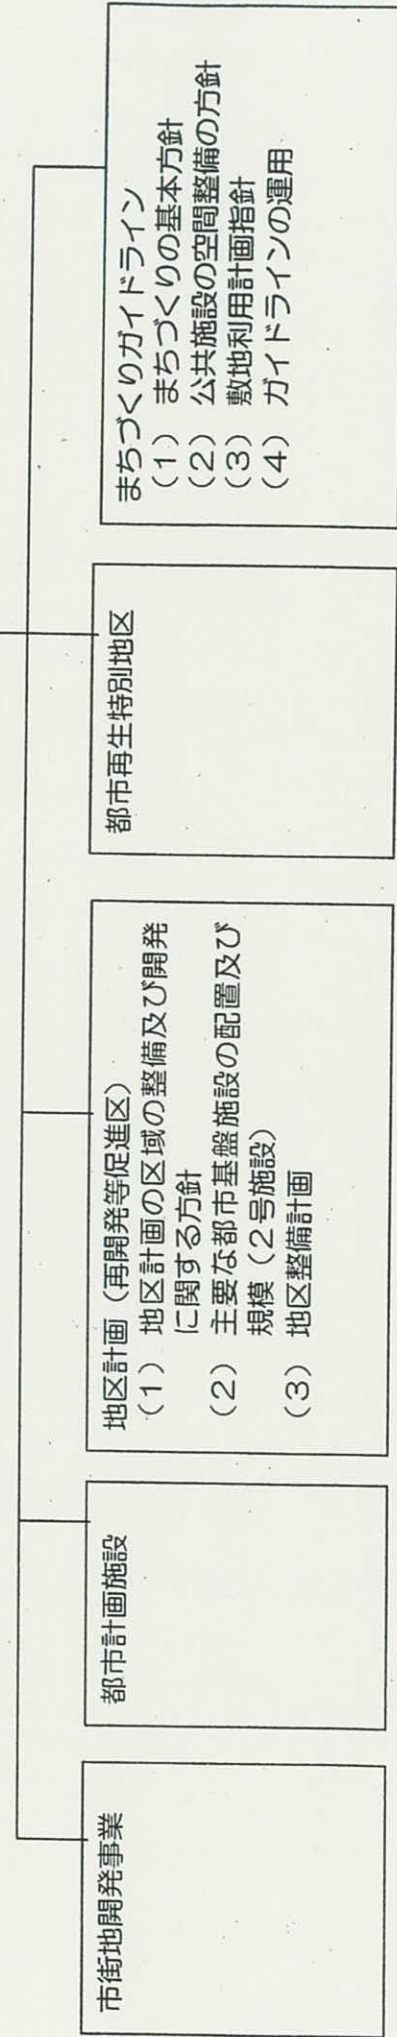 市街地開発事業
都市計画施設
地区計画（再開発等促進区）
（1） 地区計画の区域の整備及び開発
に関する方針
（2） 主要な都市基盤施設の配置及び
規模（2号施設）
（3） 地区整備計画
都市再生特別地区
まちづくりガイドライン
（1） まちづくりの基本方針
（2） 公共施設の空間整備の方針
（3） 敷地利用計画指針
（4） ガイドラインの運用